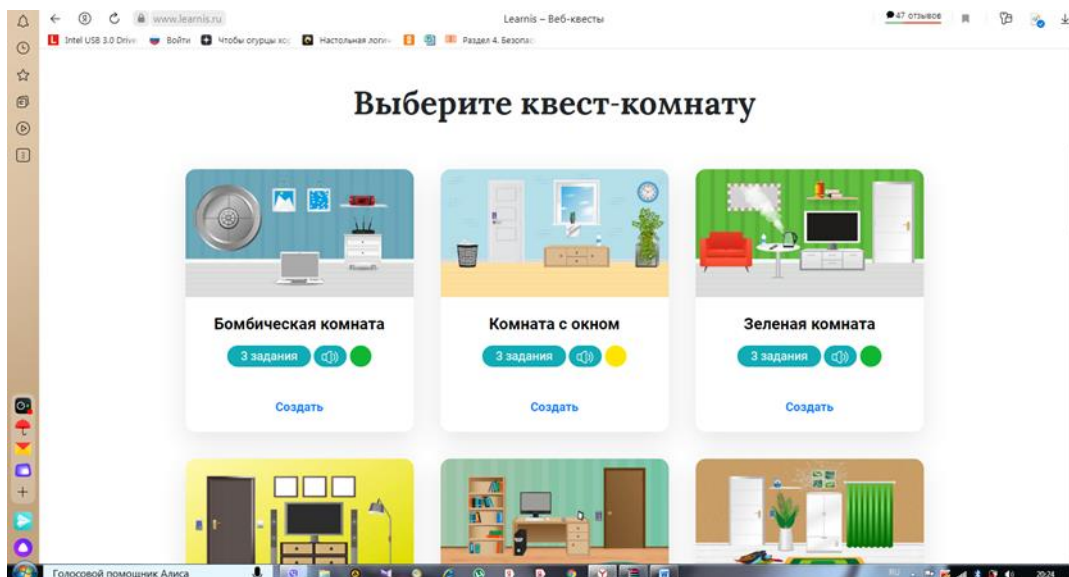 www.learnis.ru
Learnis – Веб-квесты
47 отзывов
Intel USB 3.0 Drive
Войти
Чтобы огурцы хо
Настольная логи
Раздел 4. Безопас
Выберите квест-комнату
Бомбическая комната
Комната с окном
Зеленая комната
3 задания
3 задания
3 задания
Создать
Создать
Создать
Голосовой помощник Алиса
RU
20:24